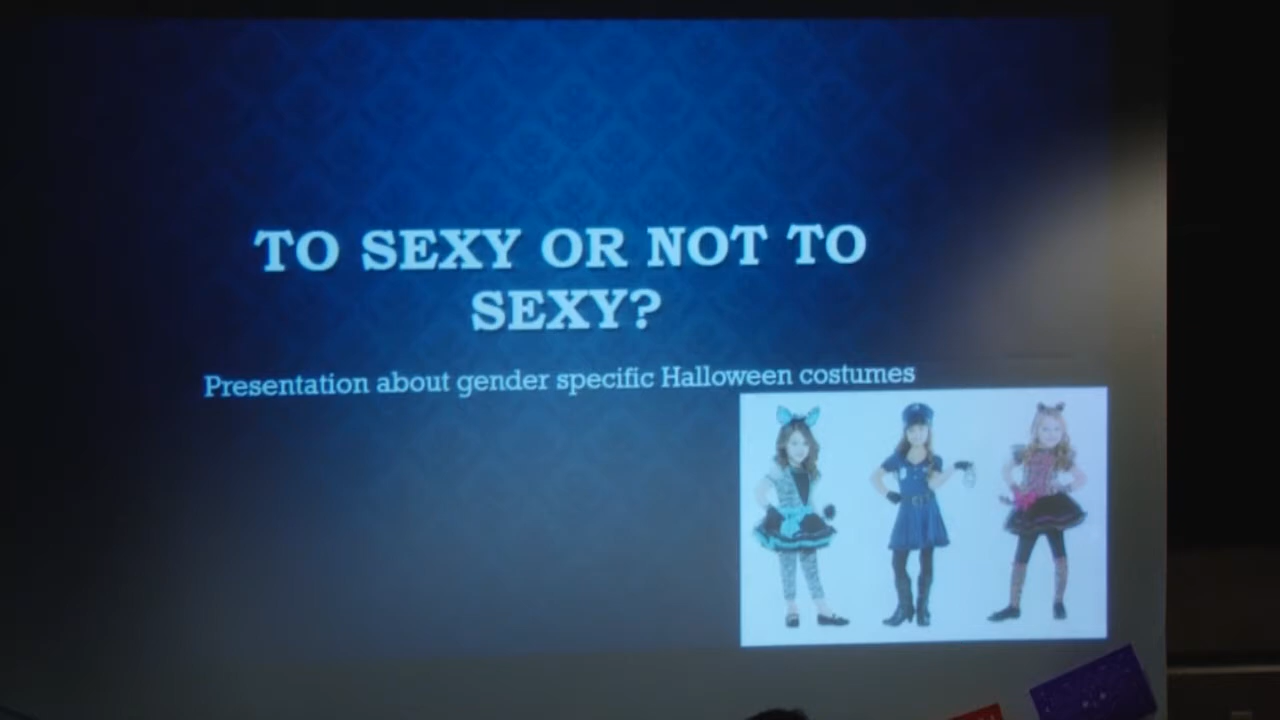 TO SEXY OR NOT TO
SEXY?
Presentation about gender specific Halloween costumes